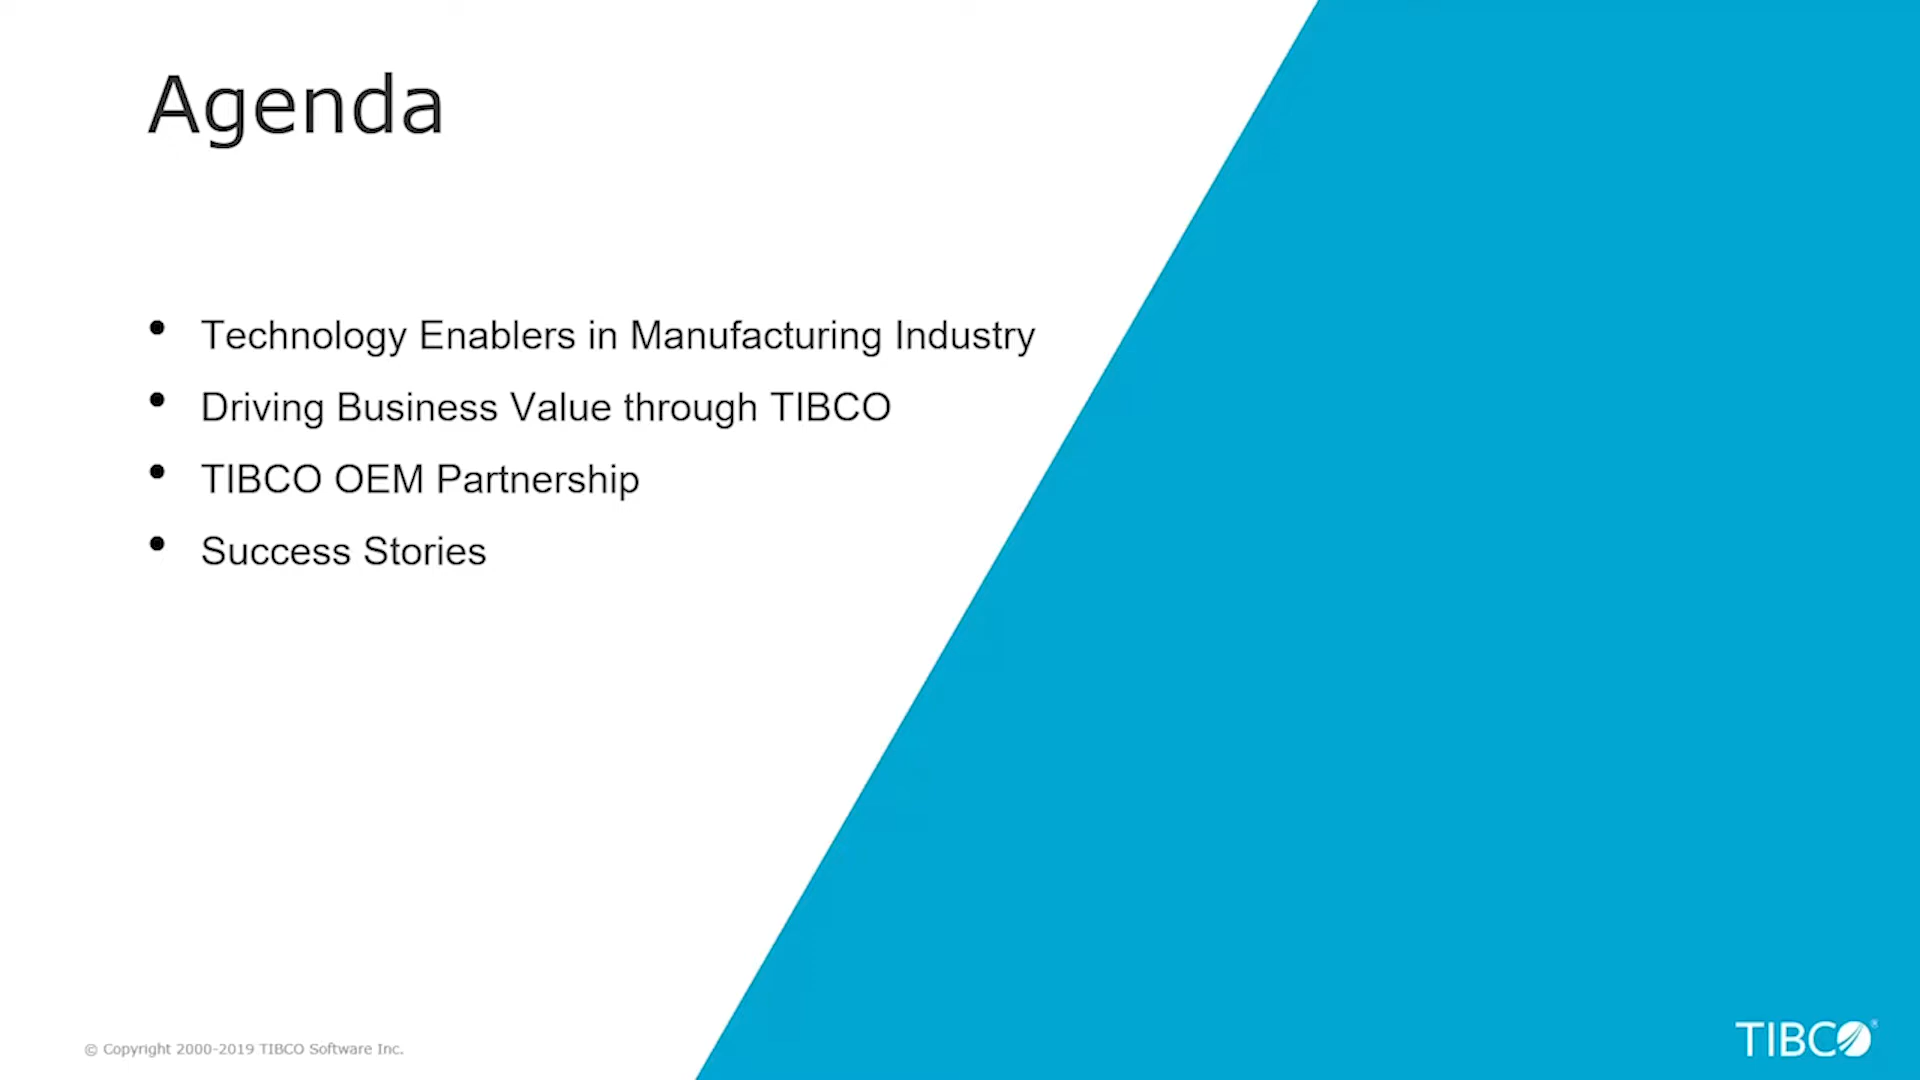 Agenda
• Technology Enablers in Manufacturing Industry
• Driving Business Value through TIBCO
• TIBCO OEM Partnership
• Success Stories
© Copyright 2000-2019 TIBCO Software Inc.
TIBCO®